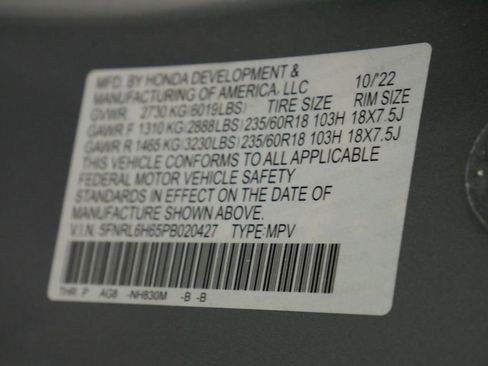 MFD. BY HONDA DEVELOPMENT &
MANUFACTURING OF AMERICA, LLC 10/'22
GVWR 2730 KG (6019LBS) TIRE SIZE RIM SIZE
GAWR F 1310 KG (2888LBS) 235/60R18 103H 18X7.5J
GAWR R 1465 KG (3230LBS) 235/60R18 103H 18X7.5J
THIS VEHICLE CONFORMS TO ALL APPLICABLE
FEDERAL MOTOR VEHICLE SAFETY
STANDARDS IN EFFECT ON THE DATE OF
MANUFACTURE SHOWN ABOVE.
V.I.N. 5FNRL6H65PB020427 TYPE: MPV
THR P AG8 -NH830M -B -B